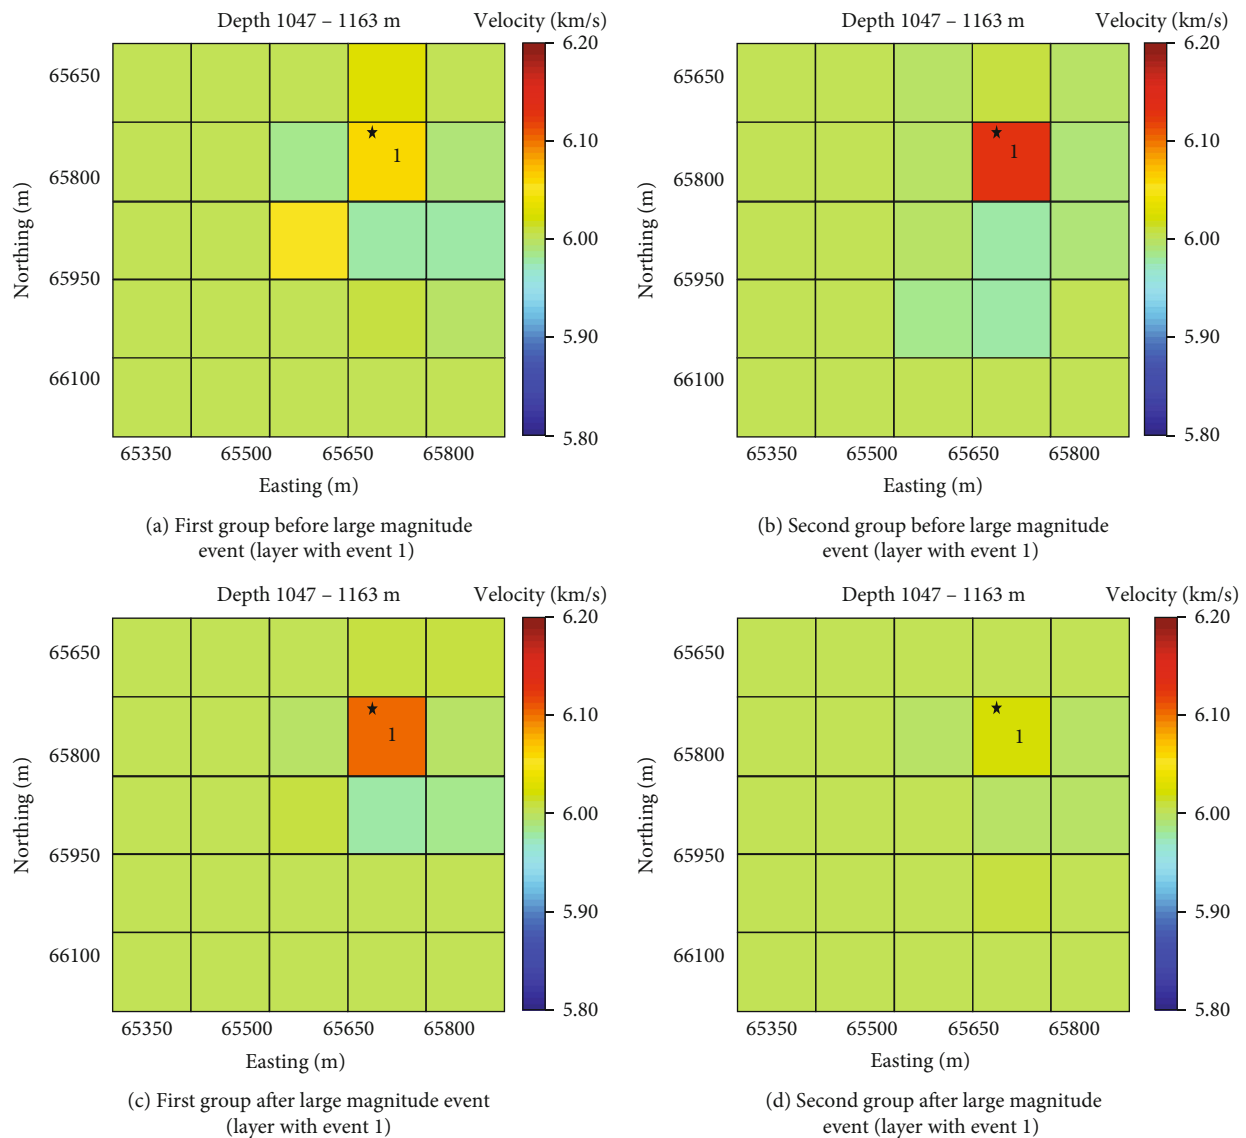 Depth 1047 – 1163 m
Velocity (km/s)
65650
65800
65950
66100
Northing (m)
1
6.20
6.10
6.00
5.90
5.80
65350 65500 65650 65800
Easting (m)
(a) First group before large magnitude
event (layer with event 1)
Depth 1047 – 1163 m
Velocity (km/s)
65650
65800
65950
66100
Northing (m)
1
6.20
6.10
6.00
5.90
5.80
65350 65500 65650 65800
Easting (m)
(b) Second group before large magnitude
event (layer with event 1)
Depth 1047 – 1163 m
Velocity (km/s)
65650
65800
65950
66100
Northing (m)
1
6.20
6.10
6.00
5.90
5.80
65350 65500 65650 65800
Easting (m)
(c) First group after large magnitude event
(layer with event 1)
Depth 1047 – 1163 m
Velocity (km/s)
65650
65800
65950
66100
Northing (m)
1
6.20
6.10
6.00
5.90
5.80
65350 65500 65650 65800
Easting (m)
(d) Second group after large magnitude
event (layer with event 1)